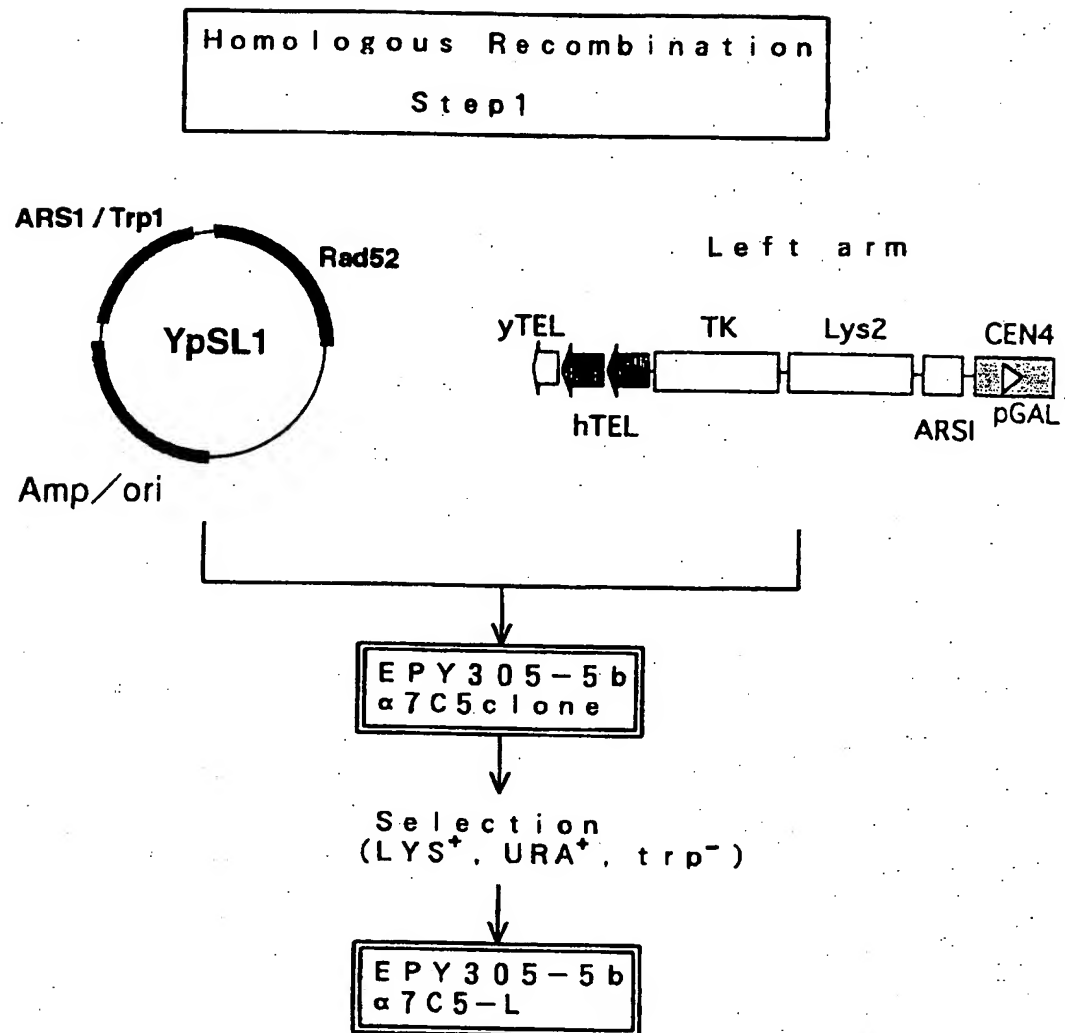 Homologous Recombination
Step1
ARS1 / Trp1
Rad52
YpSL1
Amp/ori
Left arm
yTEL
TK
Lys2
CEN4
hTEL
ARSI
pGAL
EPY305-5b
α7C5clone
Selection
(LYS⁺, URA⁺, trp⁻)
EPY305-5b
α7C5-L